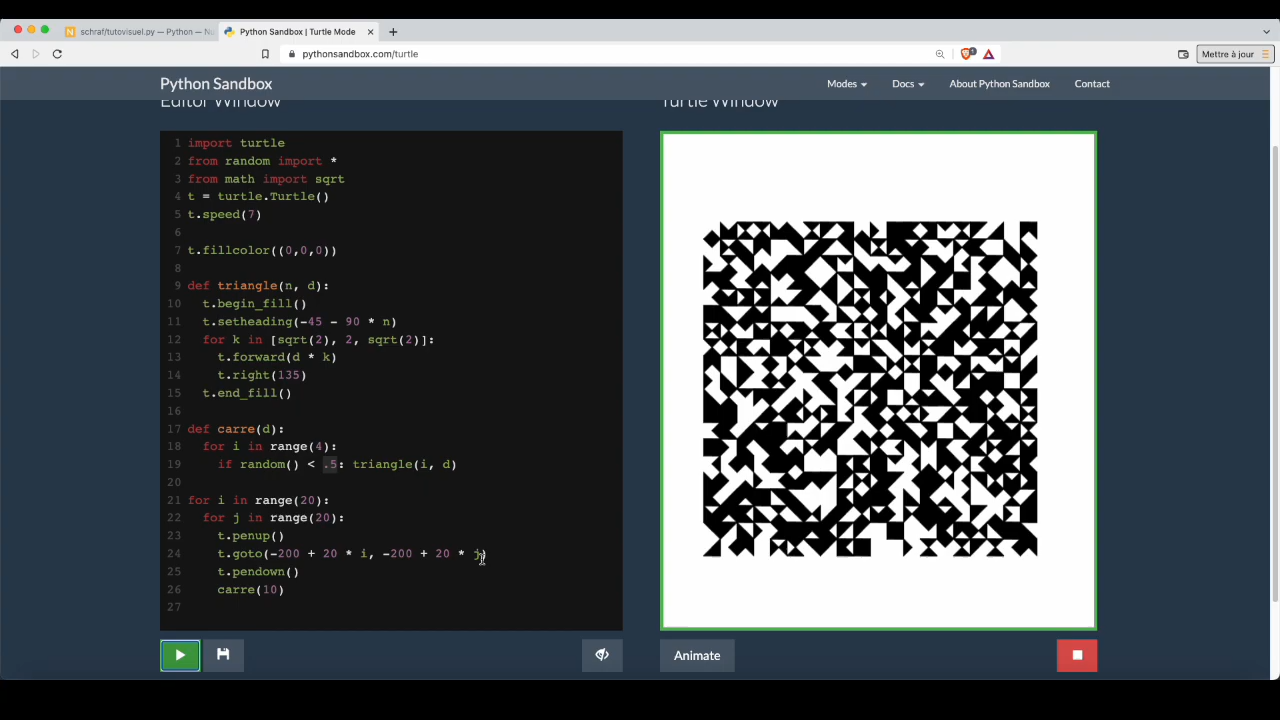 schraf/tutovisuel.py — Python — Nu
Python Sandbox | Turtle Mode
pythonsandbox.com/turtle
Mettre à jour
Python Sandbox
Modes
Docs
About Python Sandbox
Contact
Editor Window
Turtle Window
1 import turtle
2 from random import *
3 from math import sqrt
4 t = turtle.Turtle()
5 t.speed(7)
6
7 t.fillcolor((0,0,0))
8
9 def triangle(n, d):
10 t.begin_fill()
11 t.setheading(-45 - 90 * n)
12 for k in [sqrt(2), 2, sqrt(2)]:
13 t.forward(d * k)
14 t.right(135)
15 t.end_fill()
16
17 def carre(d):
18 for i in range(4):
19 if random() < .5: triangle(i, d)
20
21 for i in range(20):
22 for j in range(20):
23 t.penup()
24 t.goto(-200 + 20 * i, -200 + 20 * j)
25 t.pendown()
26 carre(10)
27
Animate